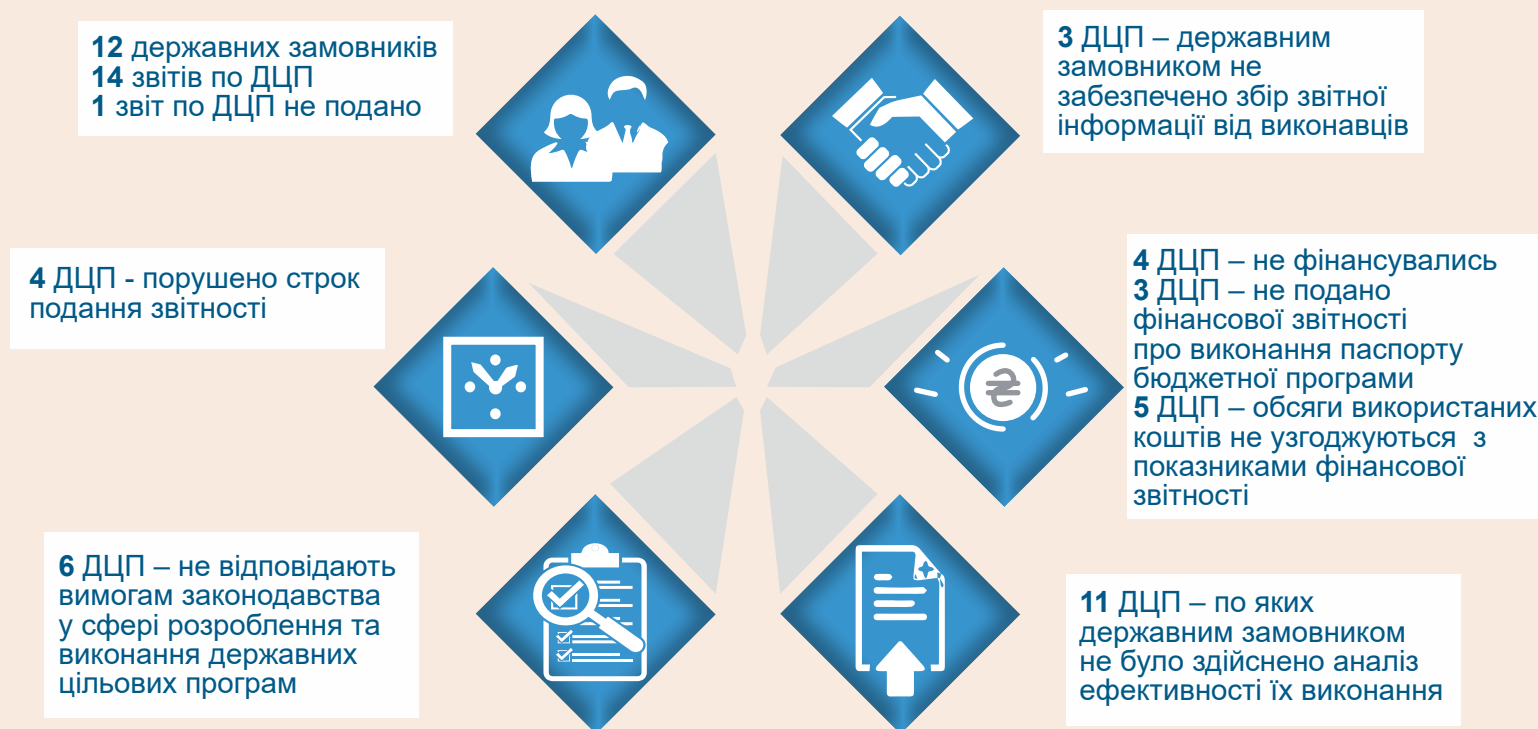 12 державних замовників
14 звітів по ДЦП
1 звіт по ДЦП не подано
3 ДЦП – державним
замовником не
забезпечено збір звітної
інформації від виконавців
4 ДЦП - порушено строк
подання звітності
4 ДЦП – не фінансувались
3 ДЦП – не подано
фінансової звітності
про виконання паспорту
бюджетної програми
5 ДЦП – обсяги використаних
коштів не узгоджуються з
показниками фінансової
звітності
6 ДЦП – не відповідають
вимогам законодавства
у сфері розроблення та
виконання державних
цільових програм
11 ДЦП – по яких
державним замовником
не було здійснено аналіз
ефективності їх виконання